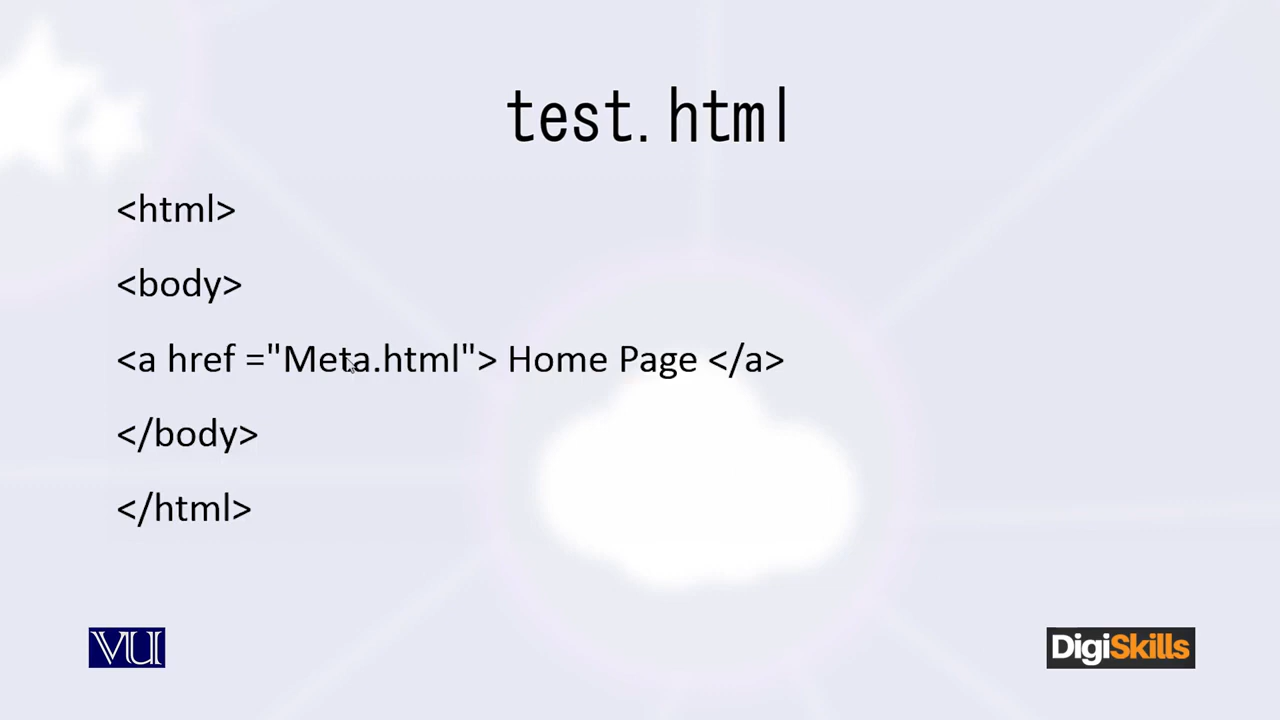 test.html
<html>
<body>
<a href ="Meta.html"> Home Page </a>
</body>
</html>
VU
DigiSkills